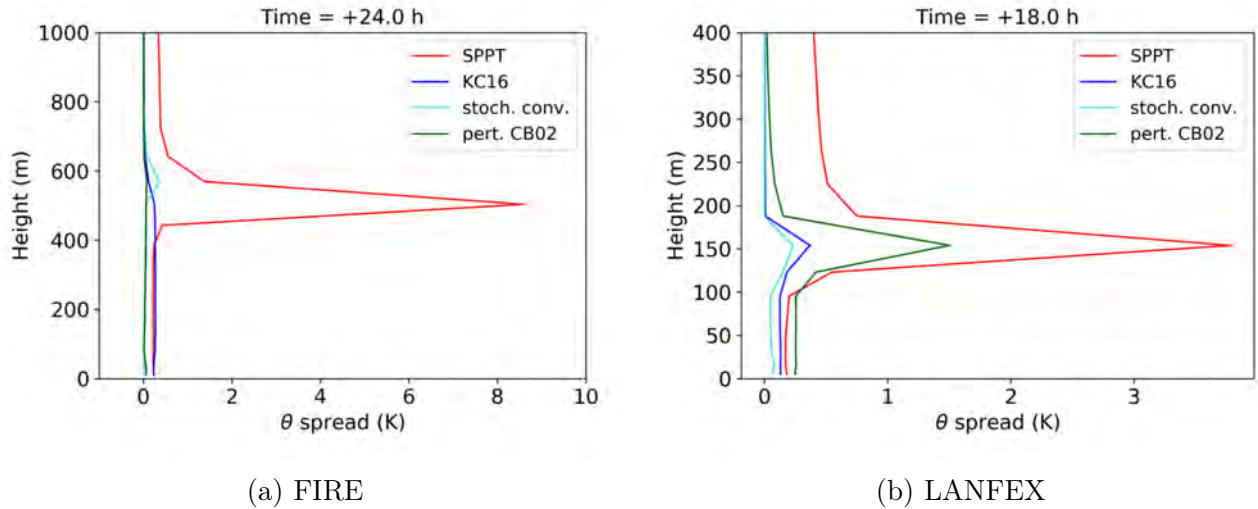 Time = +24.0 h
1000
800
600
400
200
0
Height (m)
SPPT
KC16
stoch. conv.
pert. CB02
0 2 4 6 8 10
θ spread (K)
(a) FIRE
Time = +18.0 h
400
350
300
250
200
150
100
50
0
Height (m)
SPPT
KC16
stoch. conv.
pert. CB02
0 1 2 3
θ spread (K)
(b) LANFEX